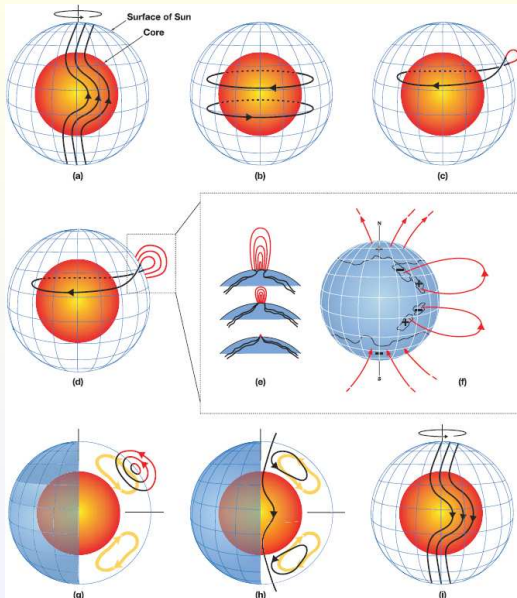 Surface of Sun
Core
(a)
(b)
(c)
(d)
(e)
N
S
(f)
(g)
(h)
(i)